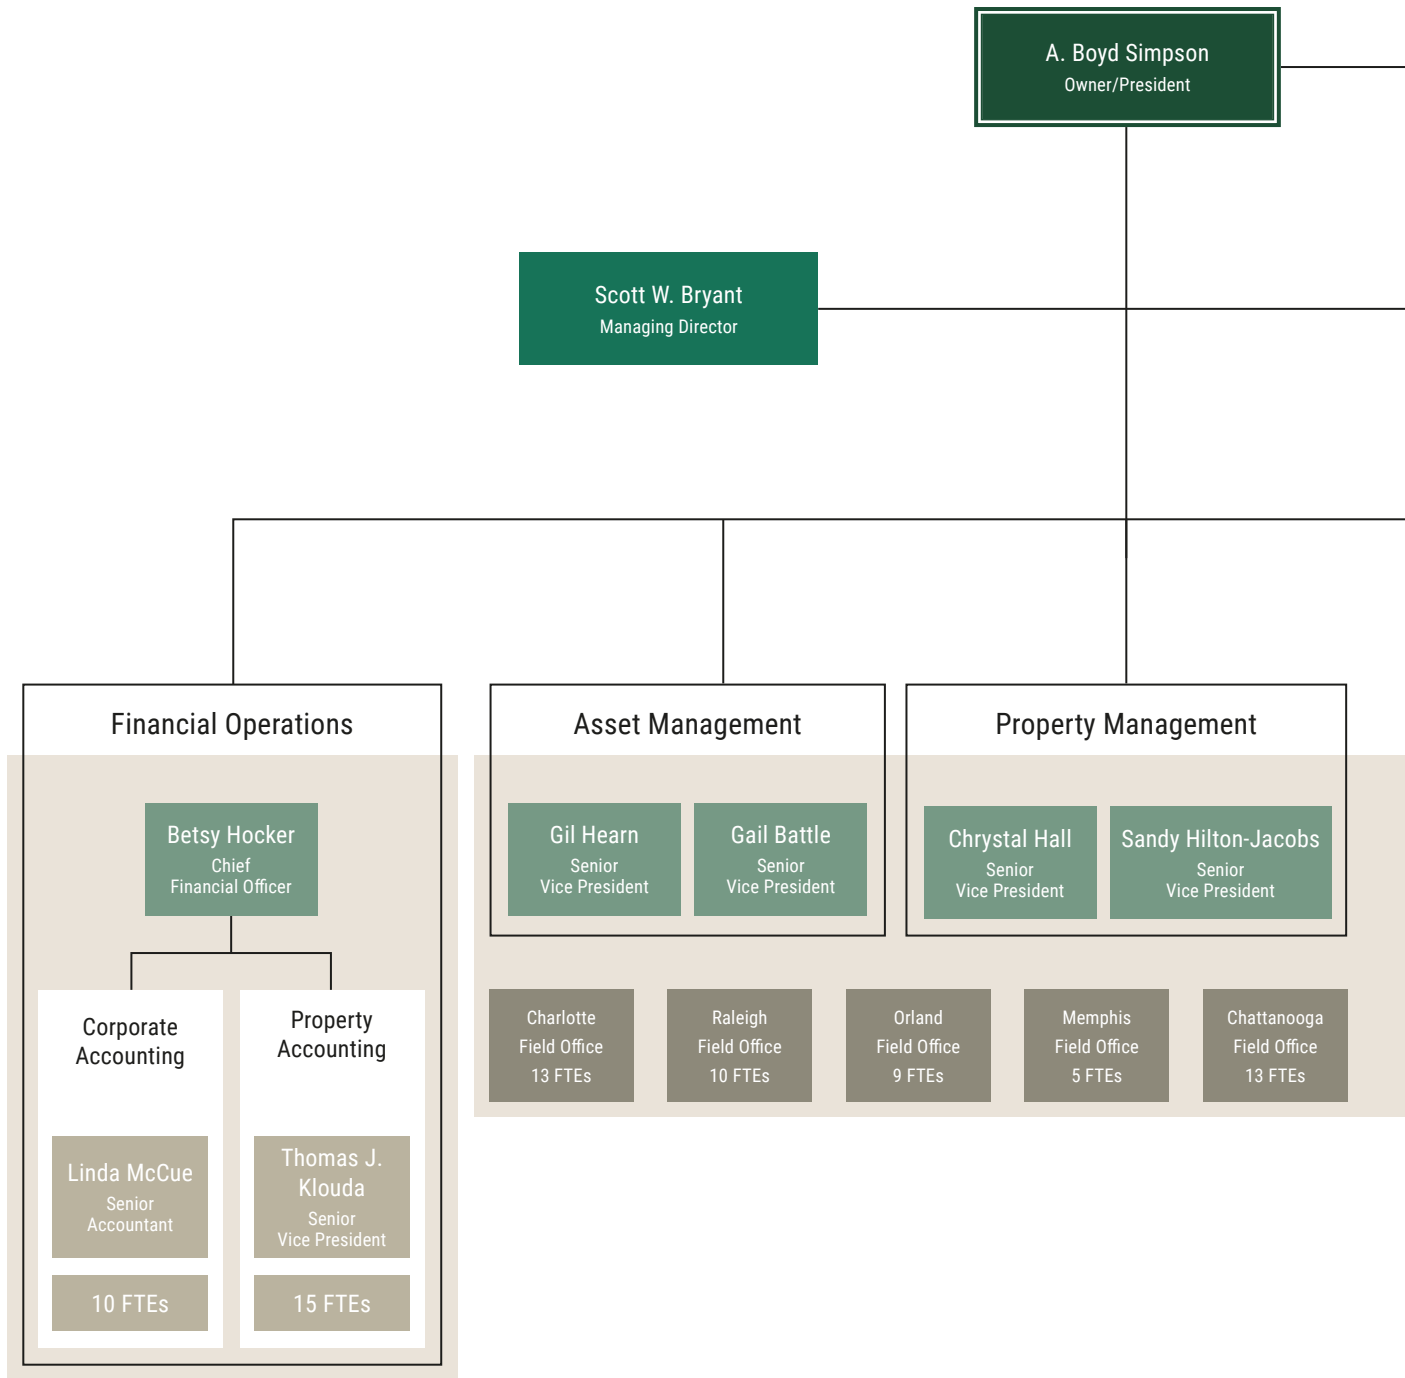 A. Boyd Simpson
Owner/President
Scott W. Bryant
Managing Director
Financial Operations
Betsy Hocker
Chief
Financial Officer
Corporate
Accounting
Linda McCue
Senior
Accountant
10 FTEs
Property
Accounting
Thomas J.
Klouda
Senior
Vice President
15 FTEs
Asset Management
Gil Hearn
Senior
Vice President
Gail Battle
Senior
Vice President
Property Management
Chrystal Hall
Senior
Vice President
Sandy Hilton-Jacobs
Senior
Vice President
Charlotte
Field Office
13 FTEs
Raleigh
Field Office
10 FTEs
Orland
Field Office
9 FTEs
Memphis
Field Office
5 FTEs
Chattanooga
Field Office
13 FTEs